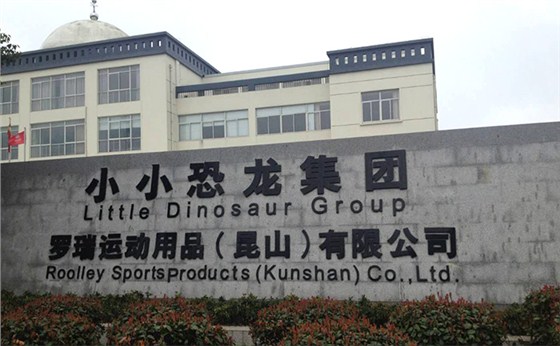 小小恐龙集团
Little Dinosaur Group
罗瑞运动用品（昆山）有限公司
Roolley Sportsproducts(Kunshan) Co.,Ltd.